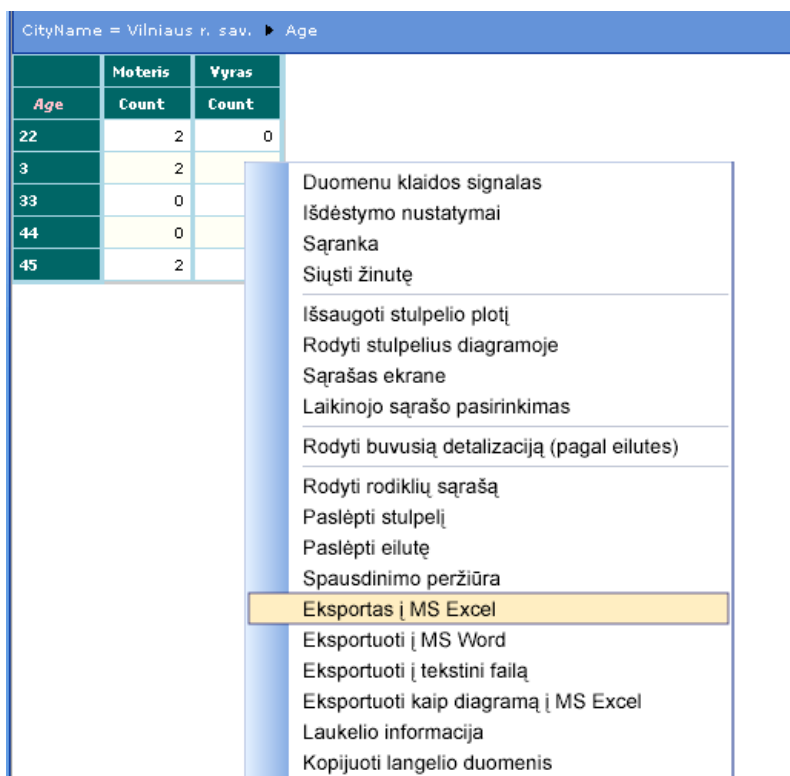 CityName = Vilniaus r. sav. ▶ Age
Moteris Vyras
Age Count Count
22 2 0
3 2
33 0
44 0
45 2
Duomenu klaidos signalas
Išdėstymo nustatymai
Sąranka
Siųsti žinutę
Išsaugoti stulpelio plotį
Rodyti stulpelius diagramoje
Sąrašas ekrane
Laikinojo sąrašo pasirinkimas
Rodyti buvusią detalizaciją (pagal eilutes)
Rodyti rodiklių sąrašą
Paslėpti stulpelį
Paslėpti eilutę
Spausdinimo peržiūra
Eksportas į MS Excel
Eksportuoti į MS Word
Eksportuoti į tekstini failą
Eksportuoti kaip diagramą į MS Excel
Laukelio informacija
Kopijuoti langelio duomenis